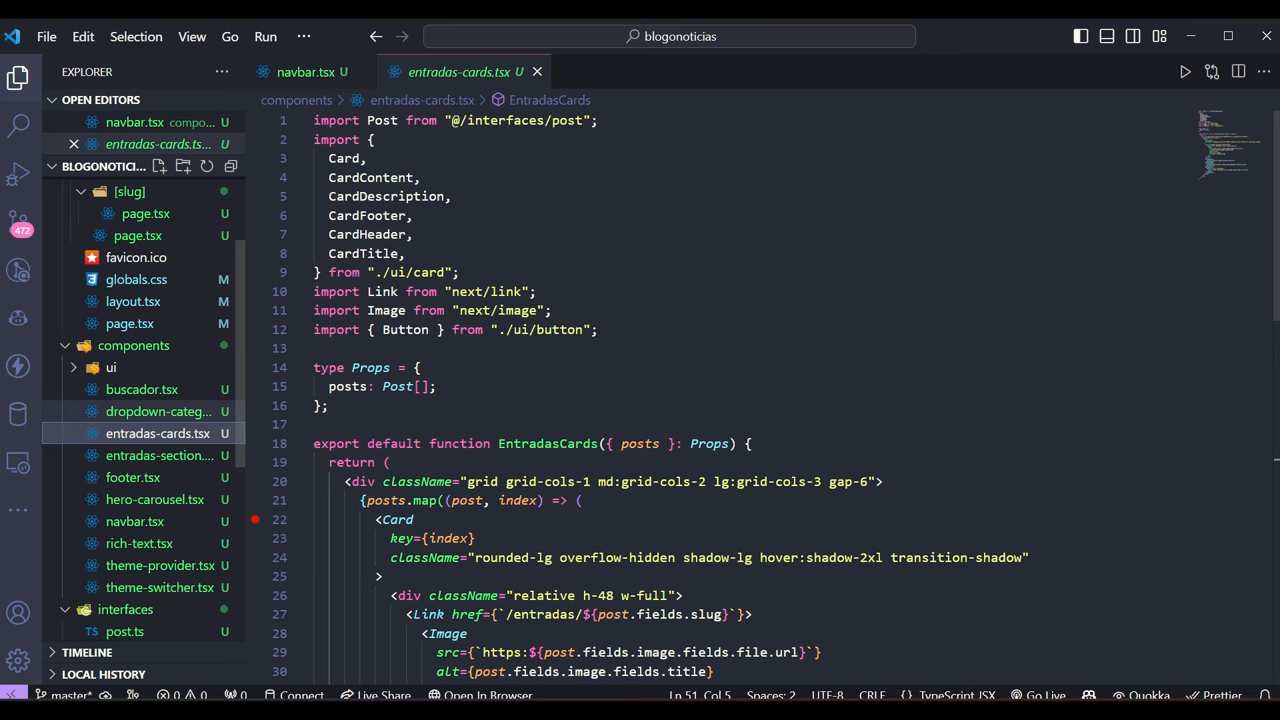 File Edit Selection View Go Run ··· blogonoticias
EXPLORER ···
navbar.tsx U
entradas-cards.tsx U
OPEN EDITORS
navbar.tsx compo... U
entradas-cards.ts... U
BLOGONOTICI...
[slug]
page.tsx U
page.tsx U
favicon.ico
globals.css M
layout.tsx M
page.tsx M
components
ui
buscador.tsx U
dropdown-categ... U
entradas-cards.tsx U
entradas-section.... U
footer.tsx U
hero-carousel.tsx U
navbar.tsx U
rich-text.tsx U
theme-provider.tsx U
theme-switcher.tsx U
interfaces
TS post.ts U
TIMELINE
LOCAL HISTORY
472
components > entradas-cards.tsx > EntradasCards
1 import Post from "@/interfaces/post";
2 import {
3 Card,
4 CardContent,
5 CardDescription,
6 CardFooter,
7 CardHeader,
8 CardTitle,
9 } from "./ui/card";
10 import Link from "next/link";
11 import Image from "next/image";
12 import { Button } from "./ui/button";
13
14 type Props = {
15 posts: Post[];
16 };
17
18 export default function EntradasCards({ posts }: Props) {
19 return (
20 <div className="grid grid-cols-1 md:grid-cols-2 lg:grid-cols-3 gap-6">
21 {posts.map((post, index) => (
22 <Card
23 key={index}
24 className="rounded-lg overflow-hidden shadow-lg hover:shadow-2xl transition-shadow"
25 >
26 <div className="relative h-48 w-full">
27 <Link href={`/entradas/${post.fields.slug}`}>
28 <Image
29 src={`https:${post.fields.image.fields.file.url}`}
30 alt={post.fields.image.fields.title}
master* 0 0 0 Connect Live Share Open In Browser Ln 51, Col 5 Spaces: 2 UTF-8 CRLF {} TypeScript JSX Go Live Quokka Prettier